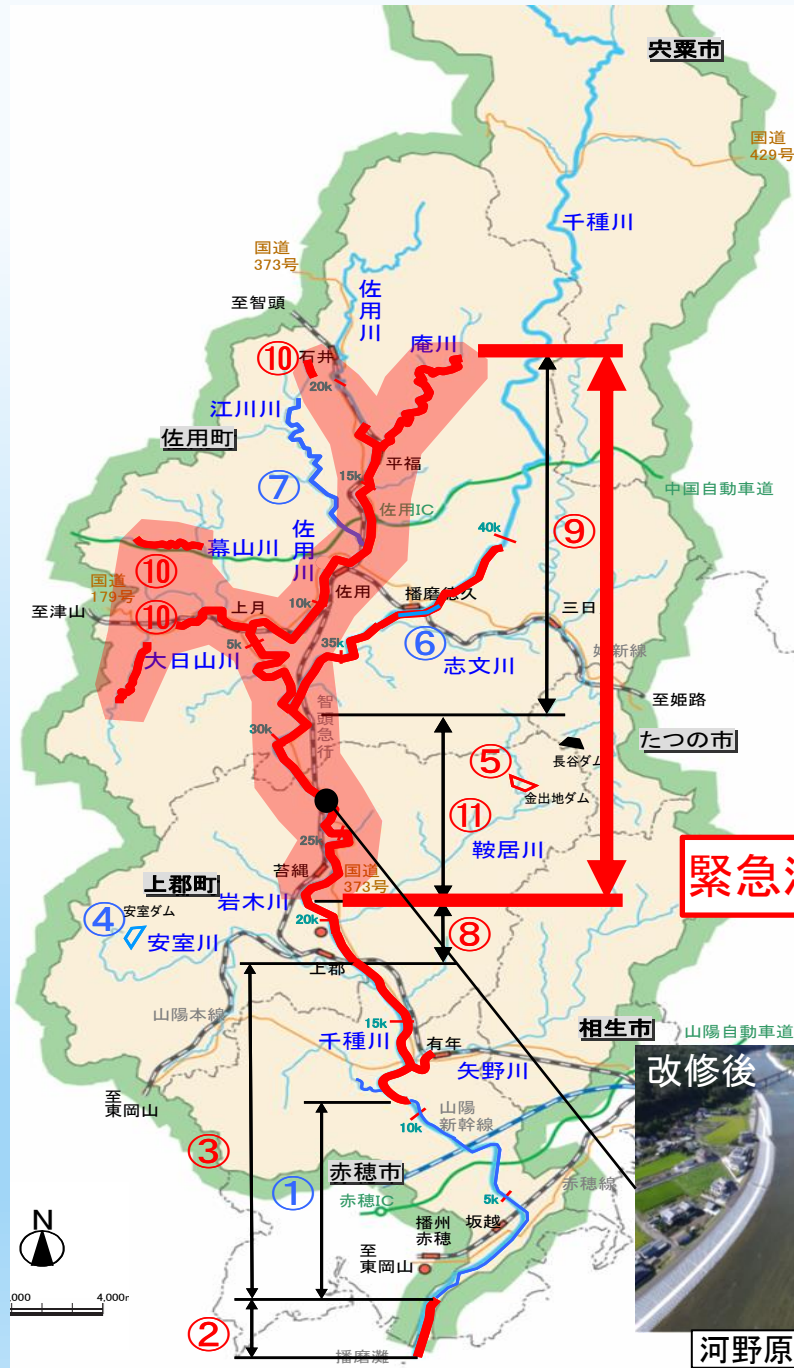 宍粟市
国道
429号
千種川
国道
373号
佐用川
至智頭
庵川
⑩
石井
20k
江川川
佐用町
平福
⑦
15k
佐用IC
中国自動車道
佐用川
40k
⑨
幕山川
⑩
国道
179号
⑩
10k
佐用
播磨徳久
三日
至津山
上月
5k
⑥
大日山川
35k
志文川
新線
至姫路
智頭急行
30k
たつの市
⑤
長谷ダム
金出地ダム
⑪
25k
鞍居川
苔縄
国道
373号
緊急
上郡町
岩木川
安室ダム
④
安室川
20k
⑧
上郡
山陽本線
15k
相生市
千種川
有年
山陽自動車道
矢野川
改修後
至
東岡山
山陽
新幹線
10k
③
赤穂市
①
5k
赤穂線
赤穂IC
播州
赤穂
坂越
N
至
東岡山
,000
4,000r
②
播磨灘
河野原